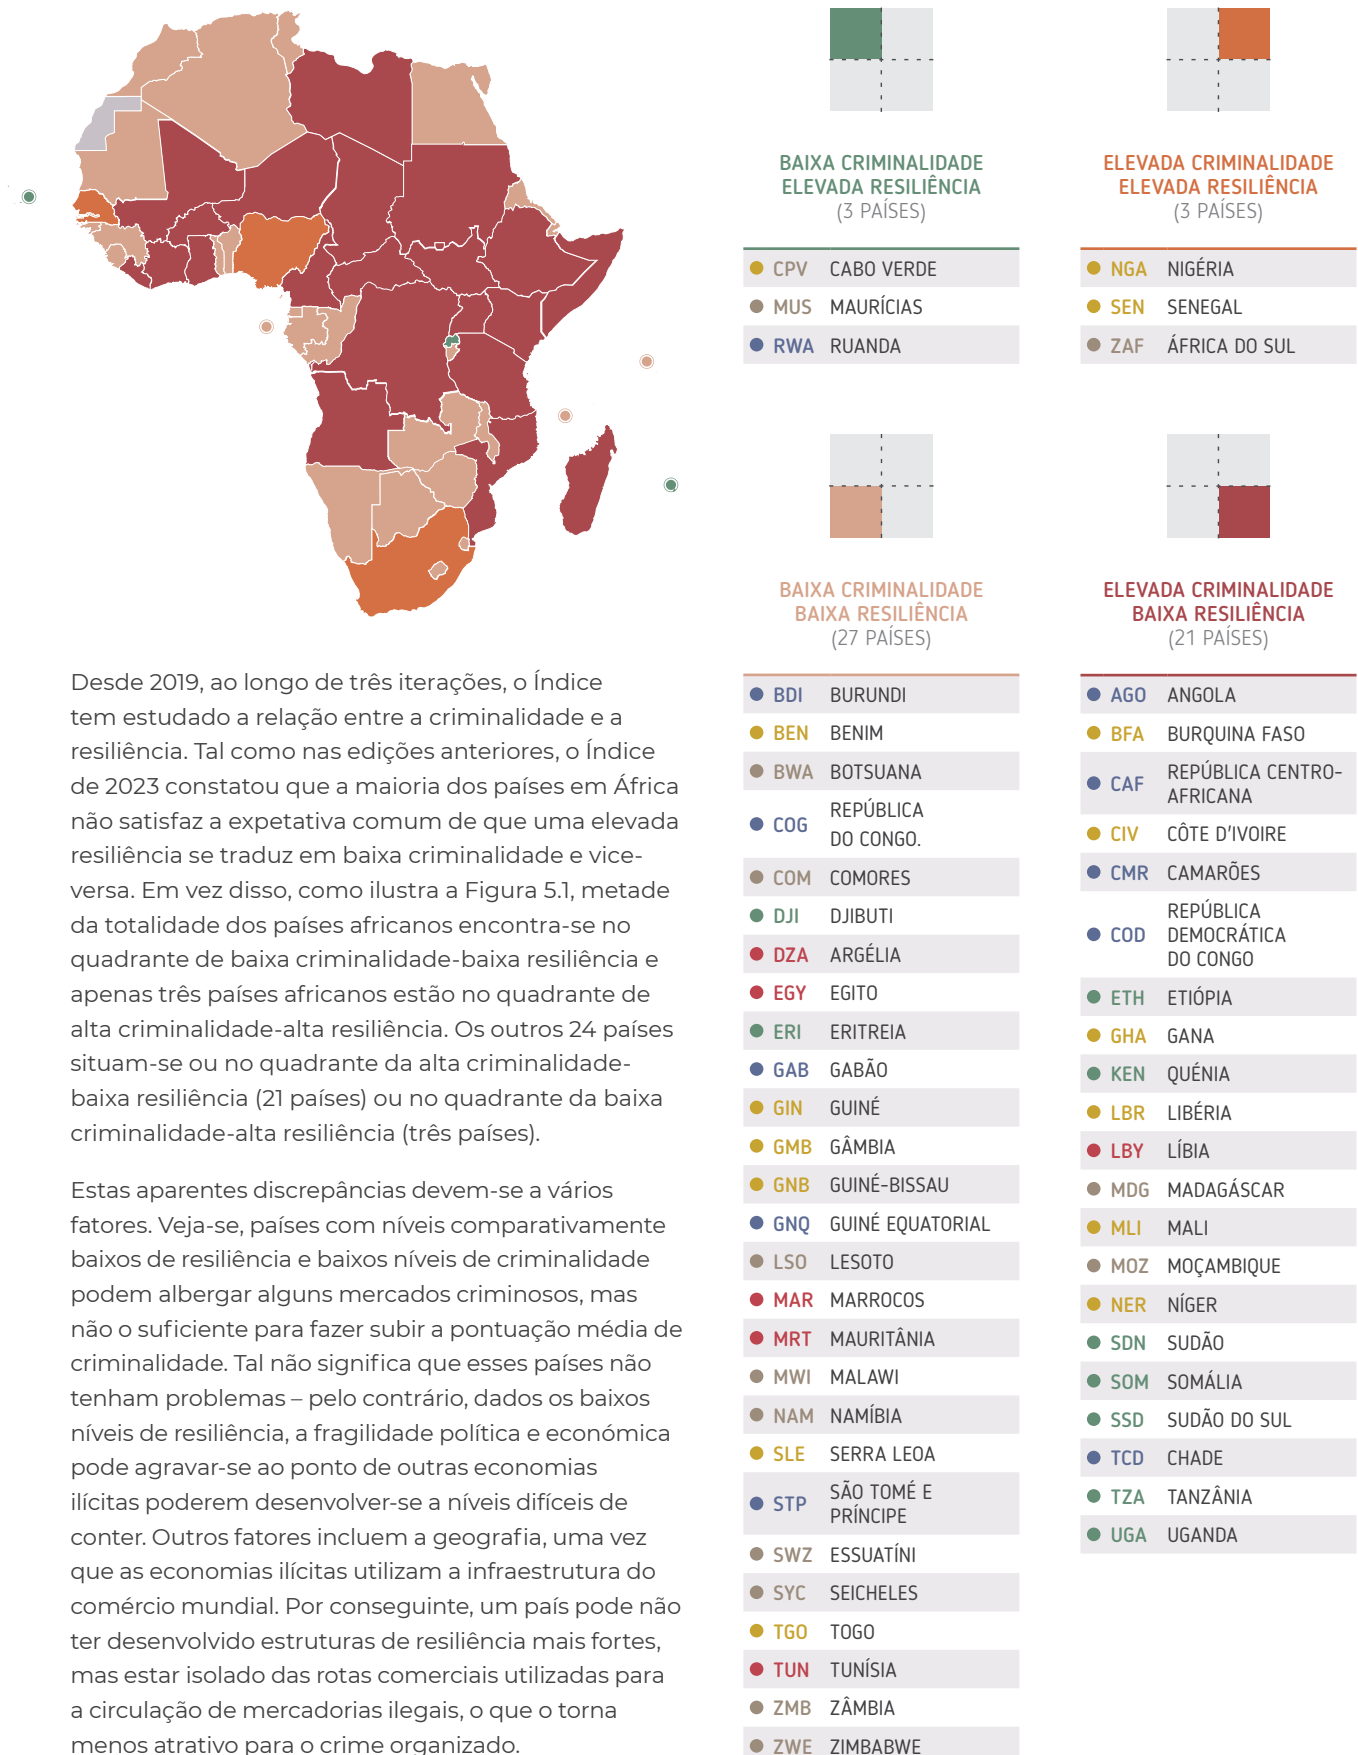 BAIXA CRIMINALIDADE
ELEVADA RESILIÊNCIA
(3 PAÍSES)
CPV CABO VERDE
MUS MAURÍCIAS
RWA RUANDA
ELEVADA CRIMINALIDADE
ELEVADA RESILIÊNCIA
(3 PAÍSES)
NGA NIGÉRIA
SEN SENEGAL
ZAF ÁFRICA DO SUL
Desde 2019, ao longo de três iterações, o Índice
tem estudado a relação entre a criminalidade e a
resiliência. Tal como nas edições anteriores, o Índice
de 2023 constatou que a maioria dos países em África
não satisfaz a expetativa comum de que uma elevada
resiliência se traduz em baixa criminalidade e vice-
versa. Em vez disso, como ilustra a Figura 5.1, metade
da totalidade dos países africanos encontra-se no
quadrante de baixa criminalidade-baixa resiliência e
apenas três países africanos estão no quadrante de
alta criminalidade-alta resiliência. Os outros 24 países
situam-se ou no quadrante da alta criminalidade-
baixa resiliência (21 países) ou no quadrante da baixa
criminalidade-alta resiliência (três países).
Estas aparentes discrepâncias devem-se a vários
fatores. Veja-se, países com níveis comparativamente
baixos de resiliência e baixos níveis de criminalidade
podem albergar alguns mercados criminosos, mas
não o suficiente para fazer subir a pontuação média de
criminalidade. Tal não significa que esses países não
tenham problemas – pelo contrário, dados os baixos
níveis de resiliência, a fragilidade política e económica
pode agravar-se ao ponto de outras economias
ilícitas poderem desenvolver-se a níveis difíceis de
conter. Outros fatores incluem a geografia, uma vez
que as economias ilícitas utilizam a infraestrutura do
comércio mundial. Por conseguinte, um país pode não
ter desenvolvido estruturas de resiliência mais fortes,
mas estar isolado das rotas comerciais utilizadas para
a circulação de mercadorias ilegais, o que o torna
menos atrativo para o crime organizado.
BAIXA CRIMINALIDADE
BAIXA RESILIÊNCIA
(27 PAÍSES)
BDI BURUNDI
BEN BENIM
BWA BOTSUANA
COG REPÚBLICA
DO CONGO.
COM COMORES
DJI DJIBUTI
DZA ARGÉLIA
EGY EGITO
ERI ERITREIA
GAB GABÃO
GIN GUINÉ
GMB GÂMBIA
GNB GUINÉ-BISSAU
GNQ GUINÉ EQUATORIAL
LSO LESOTO
MAR MARROCOS
MRT MAURITÂNIA
MWI MALAWI
NAM NAMÍBIA
SLE SERRA LEOA
STP SÃO TOMÉ E
PRÍNCIPE
SWZ ESSUATÍNI
SYC SEICHELES
TGO TOGO
TUN TUNÍSIA
ZMB ZÂMBIA
ZWE ZIMBABWE
ELEVADA CRIMINALIDADE
BAIXA RESILIÊNCIA
(21 PAÍSES)
AGO ANGOLA
BFA BURQUINA FASO
CAF REPÚBLICA CENTRO-
AFRICANA
CIV CÔTE D'IVOIRE
CMR CAMARÕES
COD REPÚBLICA
DEMOCRÁTICA
DO CONGO
ETH ETIÓPIA
GHA GANA
KEN QUÉNIA
LBR LIBÉRIA
LBY LÍBIA
MDG MADAGÁSCAR
MLI MALI
MOZ MOÇAMBIQUE
NER NÍGER
SDN SUDÃO
SOM SOMÁLIA
SSD SUDÃO DO SUL
TCD CHADE
TZA TANZÂNIA
UGA UGANDA